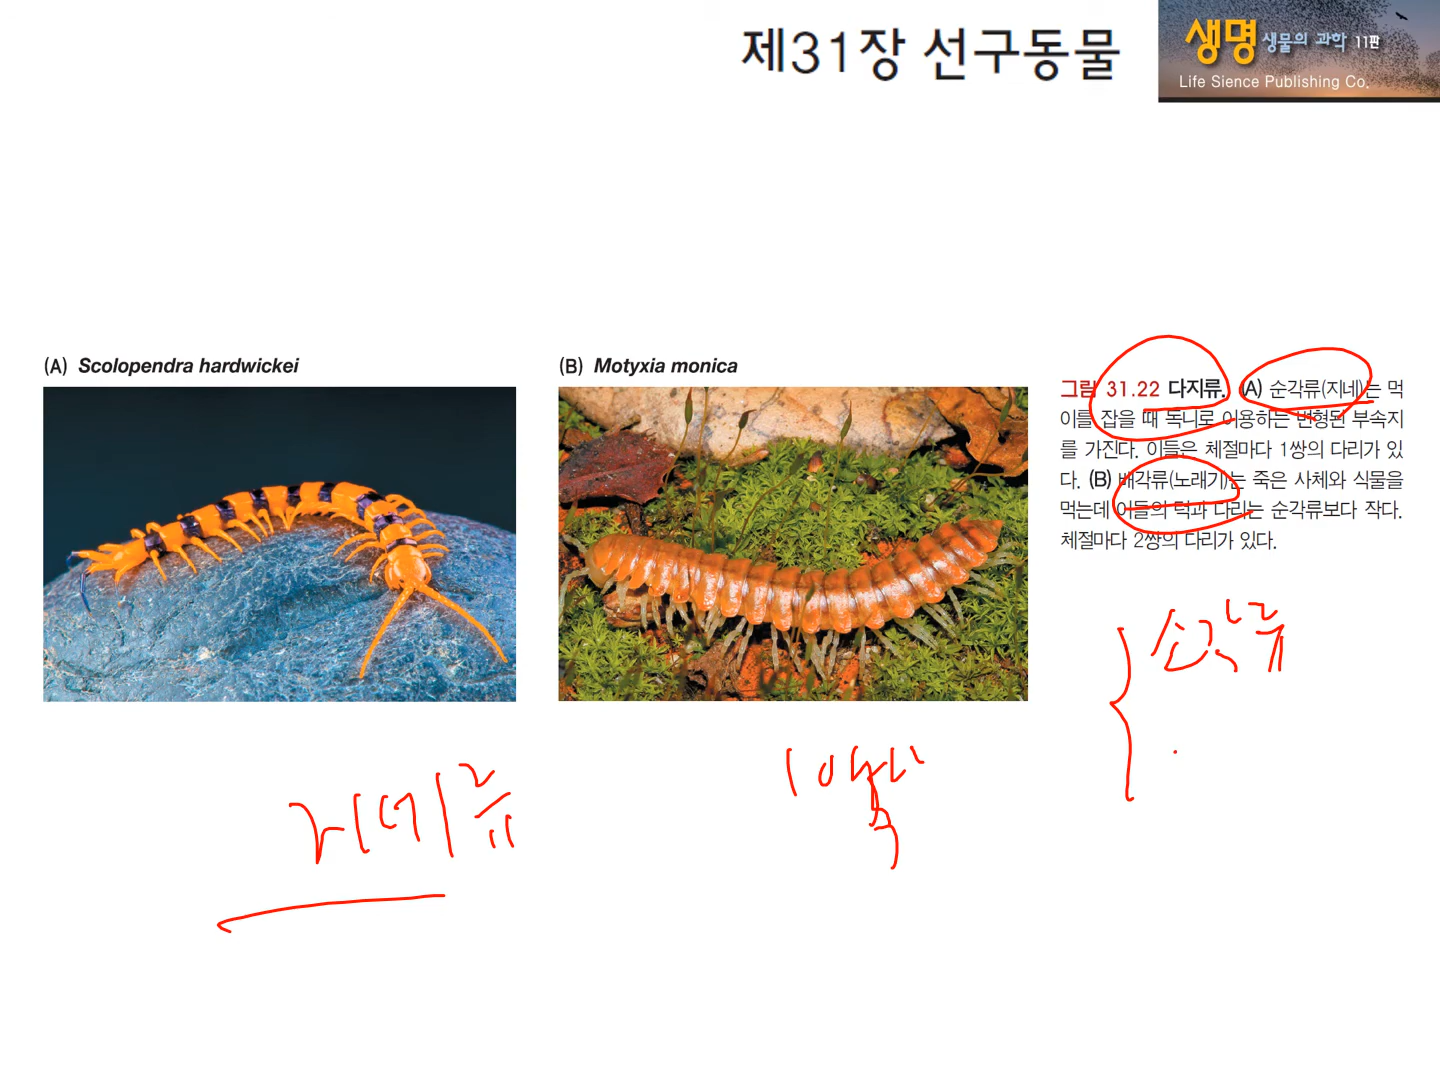 제31장 선구동물
생명 생물의 과학 11판
Life Sience Publishing Co.
(A) Scolopendra hardwickei
(B) Motyxia monica
그림 31.22 다지류. (A) 순각류(지네)는 먹
이를 잡을 때 독니로 이용하는 변형된 부속지
를 가진다. 이들은 체절마다 1쌍의 다리가 있
다. (B) 배각류(노래기)는 죽은 사체와 식물을
먹는데 이들의 턱과 다리는 순각류보다 작다.
체절마다 2쌍의 다리가 있다.
순각류